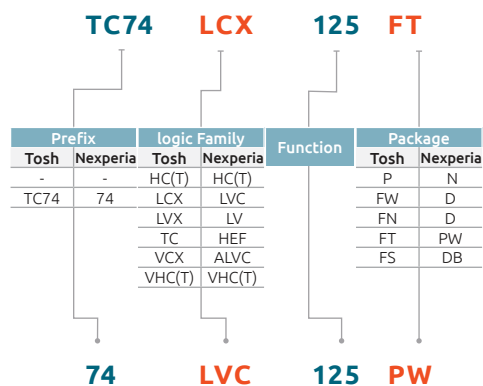 TC74 LCX 125 FT
Prefix logic Family Function Package
Tosh Nexperia Tosh Nexperia Tosh Nexperia
- - HC(T) HC(T) P N
TC74 74 LCX LVC FW D
LVX LV FN D
TC HEF FT PW
VCX ALVC FS DB
VHC(T) VHC(T)
74 LVC 125 PW